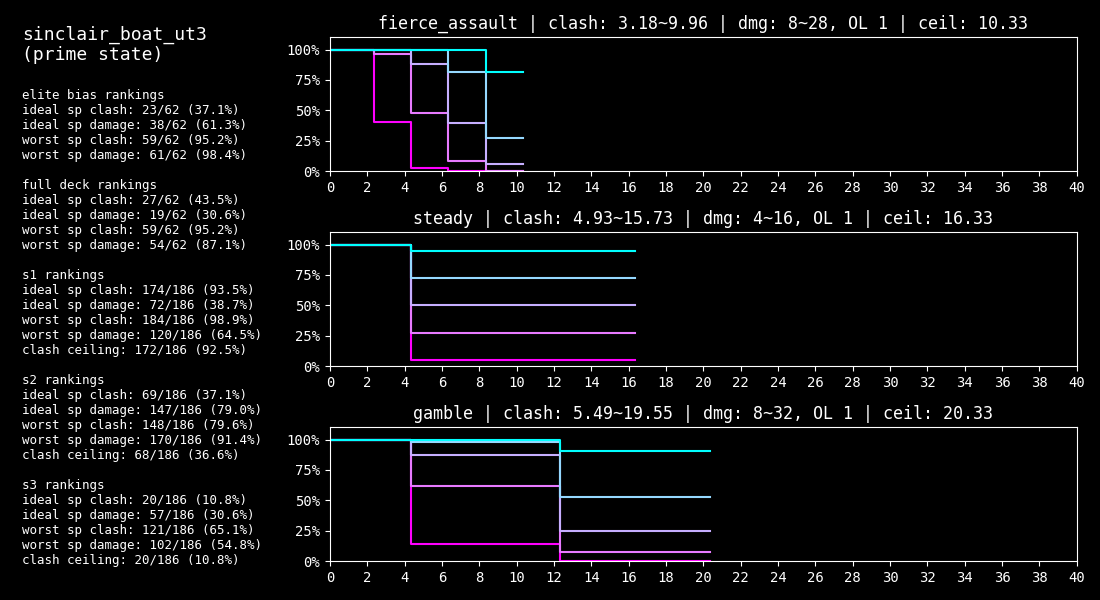 sinclair_boat_ut3
(prime state)
elite bias rankings
ideal sp clash: 23/62 (37.1%)
ideal sp damage: 38/62 (61.3%)
worst sp clash: 59/62 (95.2%)
worst sp damage: 61/62 (98.4%)
full deck rankings
ideal sp clash: 27/62 (43.5%)
ideal sp damage: 19/62 (30.6%)
worst sp clash: 59/62 (95.2%)
worst sp damage: 54/62 (87.1%)
s1 rankings
ideal sp clash: 174/186 (93.5%)
ideal sp damage: 72/186 (38.7%)
worst sp clash: 184/186 (98.9%)
worst sp damage: 120/186 (64.5%)
clash ceiling: 172/186 (92.5%)
s2 rankings
ideal sp clash: 69/186 (37.1%)
ideal sp damage: 147/186 (79.0%)
worst sp clash: 148/186 (79.6%)
worst sp damage: 170/186 (91.4%)
clash ceiling: 68/186 (36.6%)
s3 rankings
ideal sp clash: 20/186 (10.8%)
ideal sp damage: 57/186 (30.6%)
worst sp clash: 121/186 (65.1%)
worst sp damage: 102/186 (54.8%)
clash ceiling: 20/186 (10.8%)
fierce_assault | clash: 3.18~9.96 | dmg: 8~28, OL 1 | ceil: 10.33
100%
75%
50%
25%
0%
0 2 4 6 8 10 12 14 16 18 20 22 24 26 28 30 32 34 36 38 40
steady | clash: 4.93~15.73 | dmg: 4~16, OL 1 | ceil: 16.33
100%
75%
50%
25%
0%
0 2 4 6 8 10 12 14 16 18 20 22 24 26 28 30 32 34 36 38 40
gamble | clash: 5.49~19.55 | dmg: 8~32, OL 1 | ceil: 20.33
100%
75%
50%
25%
0%
0 2 4 6 8 10 12 14 16 18 20 22 24 26 28 30 32 34 36 38 40